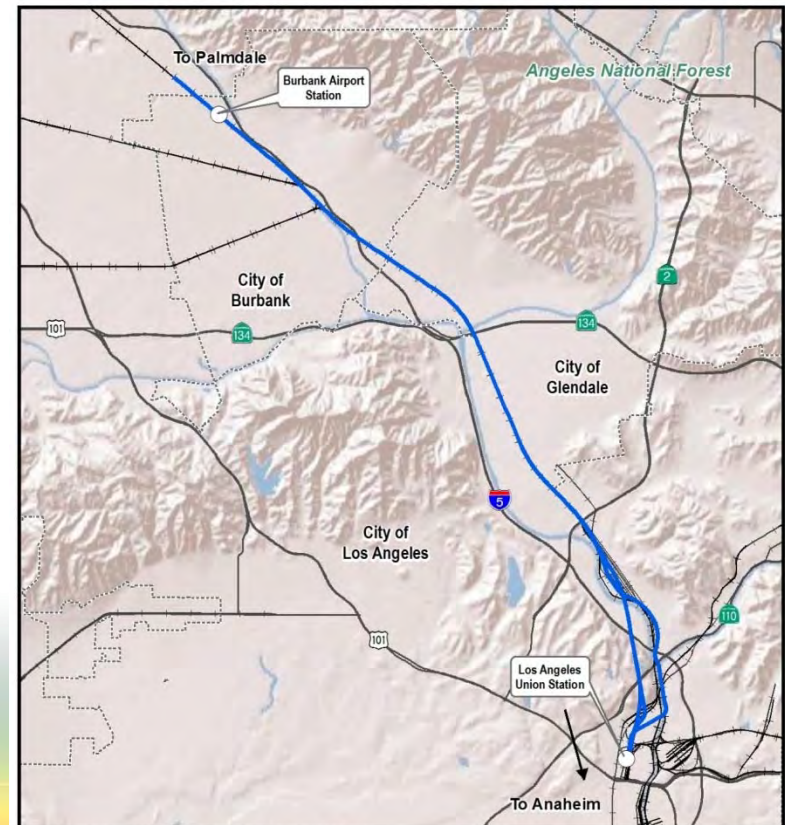 To Palmdale
Burbank Airport
Station
Angeles National Forest
2
City of
Burbank
101
134
134
City of
Glendale
5
City of
Los Angeles
110
101
Los Angeles
Union Station
To Anaheim